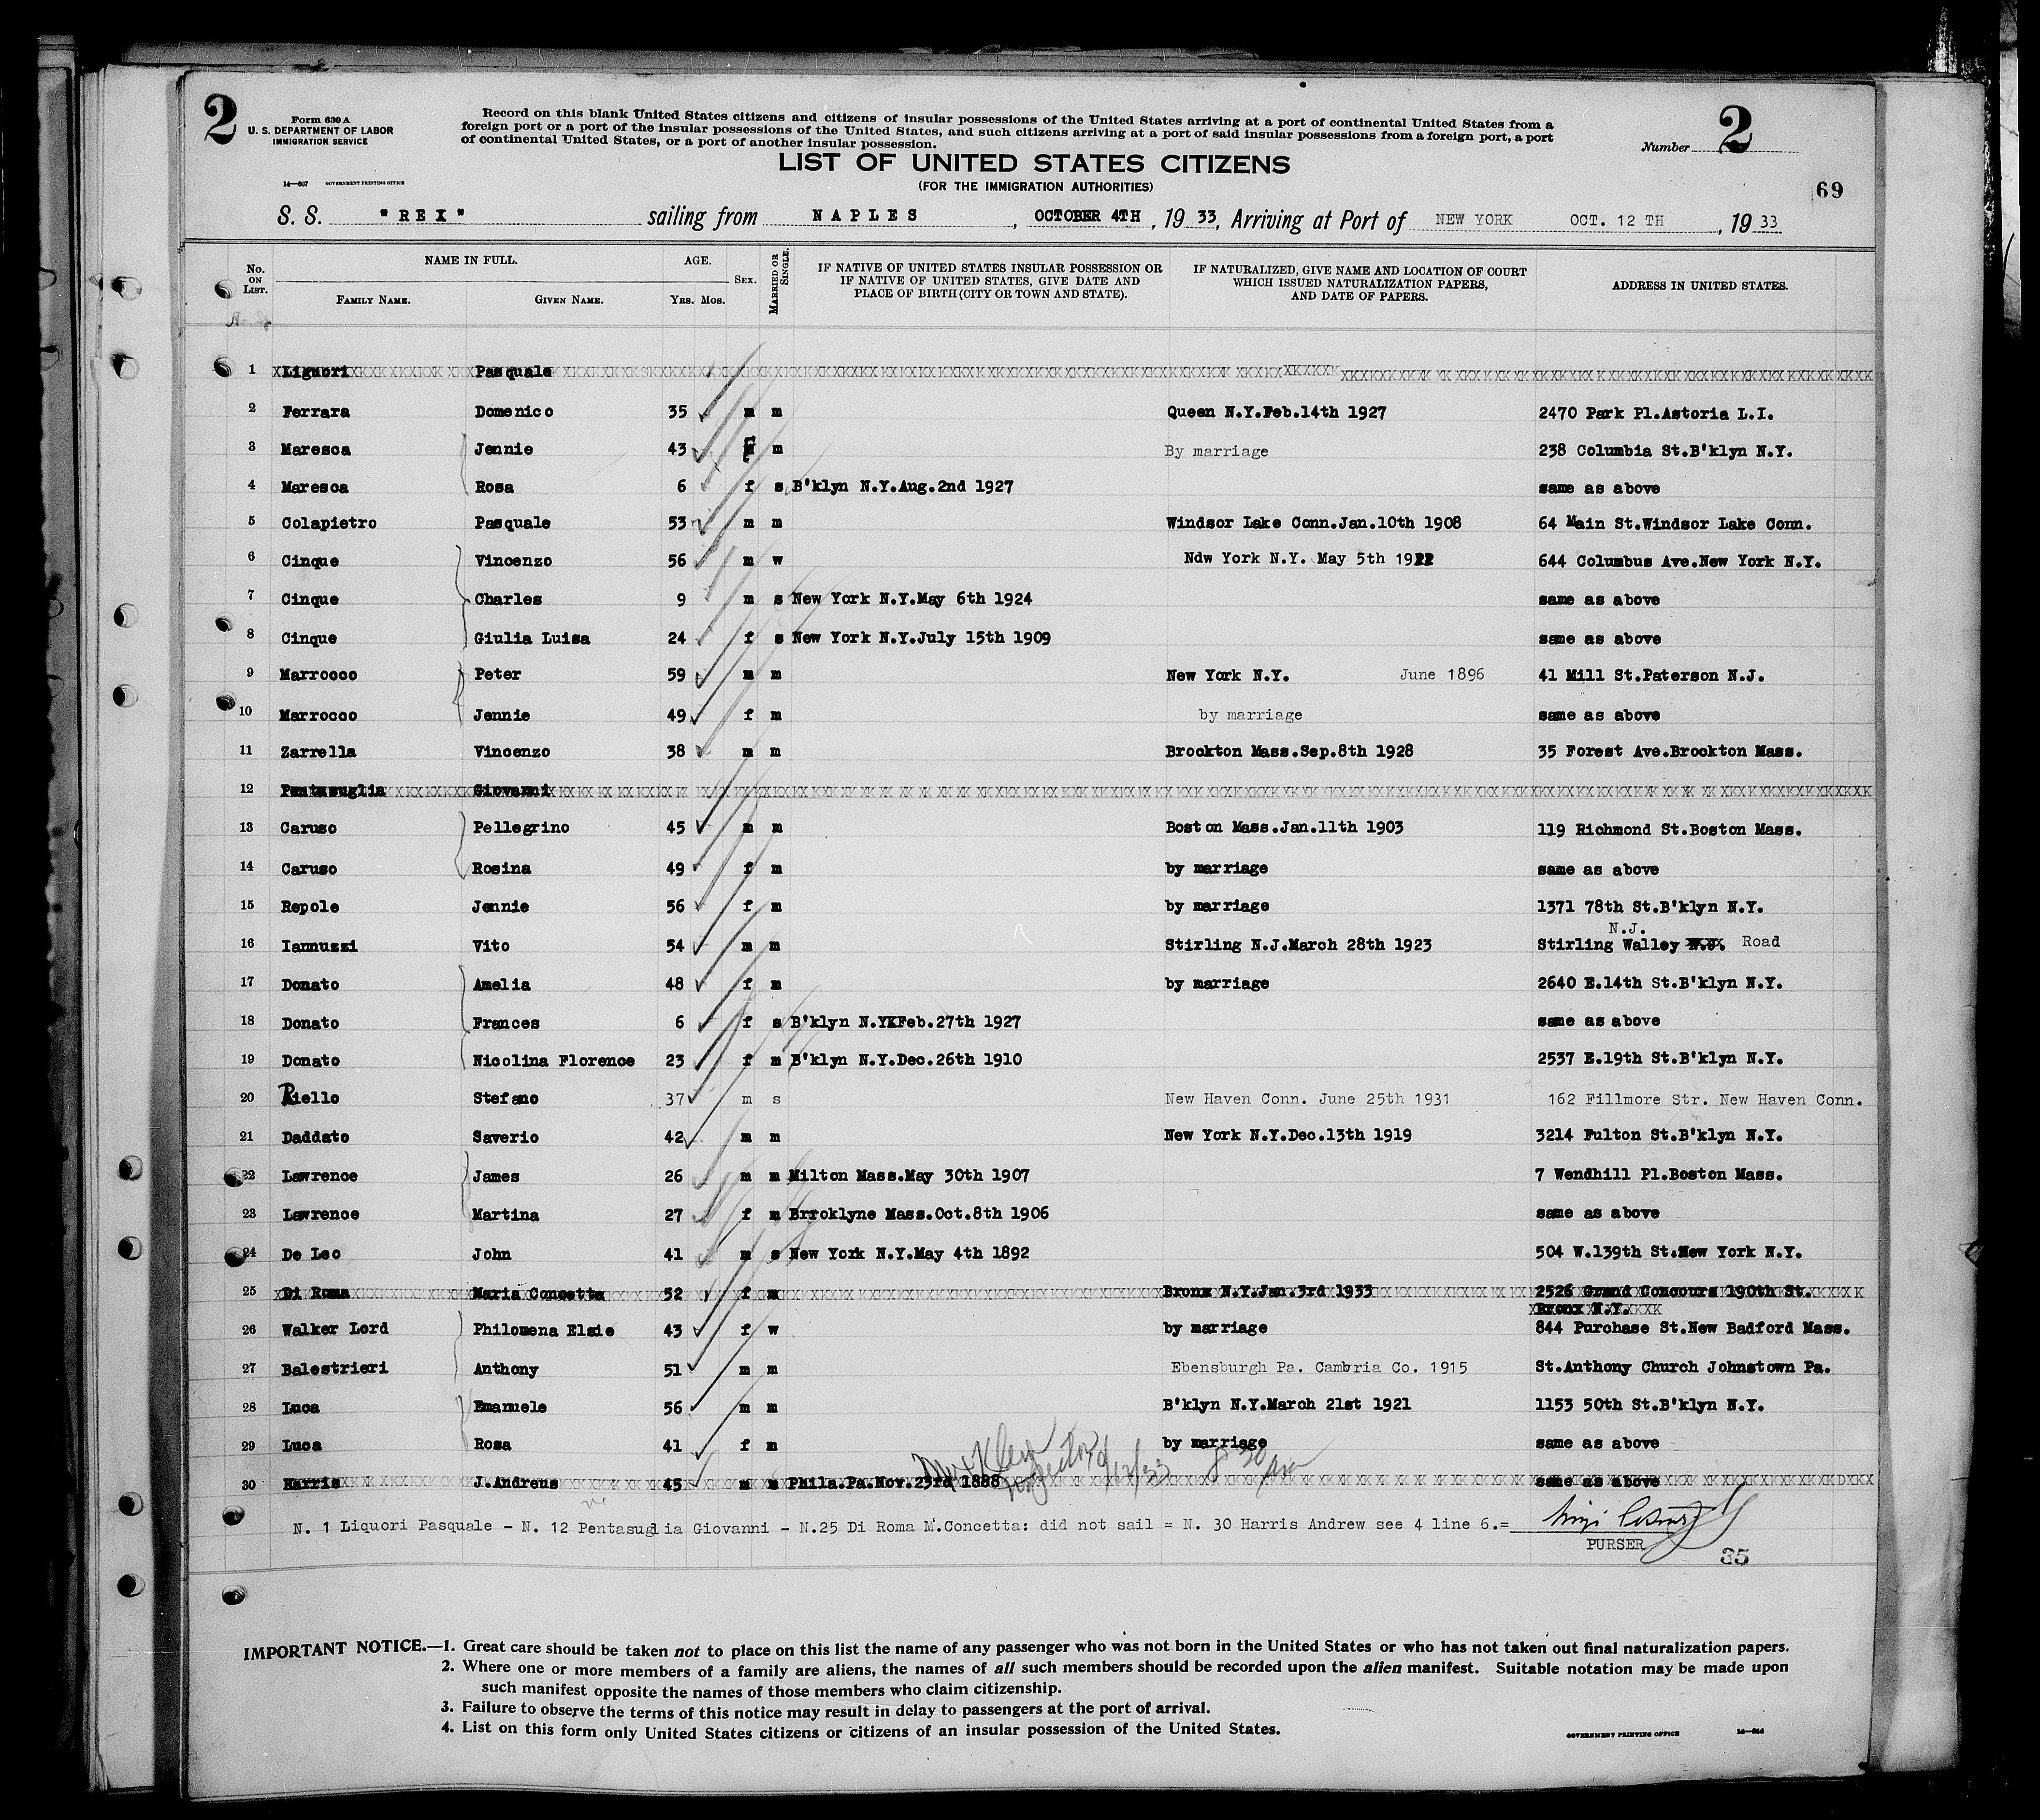 2
Form 630 A
U. S. DEPARTMENT OF LABOR
IMMIGRATION SERVICE
14—607 GOVERNMENT PRINTING OFFICE
Record on this blank United States citizens and citizens of insular possessions of the United States arriving at a port of continental United States from a
foreign port or a port of the insular possessions of the United States, and such citizens arriving at a port of said insular possessions from a foreign port, a port
of continental United States, or a port of another insular possession.
LIST OF UNITED STATES CITIZENS
(FOR THE IMMIGRATION AUTHORITIES)
Number 2
69
S. S. "REX" sailing from NAPLES, OCTOBER 4TH, 1933, Arriving at Port of NEW YORK OCT. 12 TH, 1933
No. ON LIST. NAME IN FULL. FAMILY NAME. GIVEN NAME. AGE. YRS. MOS. SEX. MARRIED OR SINGLE. IF NATIVE OF UNITED STATES INSULAR POSSESSION OR IF NATIVE OF UNITED STATES, GIVE DATE AND PLACE OF BIRTH (CITY OR TOWN AND STATE). IF NATURALIZED, GIVE NAME AND LOCATION OF COURT WHICH ISSUED NATURALIZATION PAPERS, AND DATE OF PAPERS. ADDRESS IN UNITED STATES.
1 Liguori Pasquale
2 Ferrara Domenico 35 m m Queen N.Y.Feb.14th 1927 2470 Park Pl.Astoria L.I.
3 Maresca Jennie 43 f m By marriage 238 Columbia St.B'klyn N.Y.
4 Maresca Rosa 6 f s B'klyn N.Y.Aug.2nd 1927 same as above
5 Colapietro Pasquale 53 m m Windsor Lake Conn.Jan.10th 1908 64 Main St.Windsor Lake Conn.
6 Cinque Vincenzo 56 m w Ndw York N.Y. May 5th 1922 644 Columbus Ave.New York N.Y.
7 Cinque Charles 9 m s New York N.Y.May 6th 1924 same as above
8 Cinque Giulia Luisa 24 f s New York N.Y.July 15th 1909 same as above
9 Marrocco Peter 59 m m New York N.Y. June 1896 41 Mill St.Paterson N.J.
10 Marrocco Jennie 49 f m by marriage same as above
11 Zarrella Vincenzo 38 m m Brockton Mass.Sep.8th 1928 35 Forest Ave.Brockton Mass.
12 Pentasuglia Giovanni
13 Caruso Pellegrino 45 m m Boston Mass.Jan.11th 1903 119 Richmond St.Boston Mass.
14 Caruso Rosina 49 f m by marriage same as above
15 Repole Jennie 56 f m by marriage 1371 78th St.B'klyn N.Y.
16 Iannuzzi Vito 54 m m Stirling N.J.March 28th 1923 Stirling Walley N.J. Road
17 Donato Amelia 48 f m by marriage 2640 E.14th St.B'klyn N.Y.
18 Donato Frances 6 f s B'klyn N.YKFeb.27th 1927 same as above
19 Donato Nicolina Florence 23 f m B'klyn N.Y.Dec.26th 1910 2537 E.19th St.B'klyn N.Y.
20 Riello Stefano 37 m s New Haven Conn. June 25th 1931 162 Fillmore Str. New Haven Conn.
21 Daddato Saverio 42 m m New York N.Y.Dec.13th 1919 3214 Fulton St.B'klyn N.Y.
22 Lawrence James 26 m m Milton Mass.May 30th 1907 7 Wendhill Pl.Boston Mass.
23 Lawrence Martina 27 f m Brroklyne Mass.Oct.8th 1906 same as above
24 De Leo John 41 m s New York N.Y.May 4th 1892 504 W.139th St.New York N.Y.
25 Di Roma Maria Concetta 52 f m Bronx N.Y.Jan.3rd 1933 2526 Grand Concours 190th St.
Bronx N.Y.
26 Walker Lord Philomena Elsie 43 f w by marriage 844 Purchase St.New Badford Mass.
27 Balestrieri Anthony 51 m m Ebensburgh Pa. Cambria Co. 1915 St.Anthony Church Johnstown Pa.
28 Luca Emanuele 56 m m B'klyn N.Y.March 21st 1921 1153 50th St.B'klyn N.Y.
29 Luca Rosa 41 f m by marriage same as above
30 Harris J.Andreus 45 m m Phila.Pa.Nov.23rd 1888 same as above
N. 1 Liquori Pasquale - N. 12 Pentasuglia Giovanni - N.25 Di Roma M.Concetta: did not sail = N. 30 Harris Andrew see 4 line 6.=
PURSER
35
IMPORTANT NOTICE.—1. Great care should be taken not to place on this list the name of any passenger who was not born in the United States or who has not taken out final naturalization papers.
2. Where one or more members of a family are aliens, the names of all such members should be recorded upon the alien manifest. Suitable notation may be made upon
such manifest opposite the names of those members who claim citizenship.
3. Failure to observe the terms of this notice may result in delay to passengers at the port of arrival.
4. List on this form only United States citizens or citizens of an insular possession of the United States.
GOVERNMENT PRINTING OFFICE